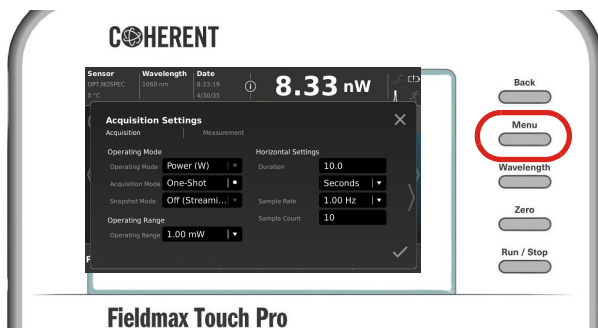 COHERENT
Sensor Wavelength Date
OPT,NOSPEC 1060 nm 8:23:19
0 °C 4/30/35
8.33 nW
Acquisition Settings
Acquisition | Measurement
Operating Mode Horizontal Settings
Operating Mode Power (W) Duration 10.0
Acquisition Mode One-Shot Seconds
Snapshot Mode Off (Streami... Sample Rate 1.00 Hz
Operating Range Sample Count 10
Operating Range 1.00 mW
Back
Menu
Wavelength
Zero
Run / Stop
Fieldmax Touch Pro